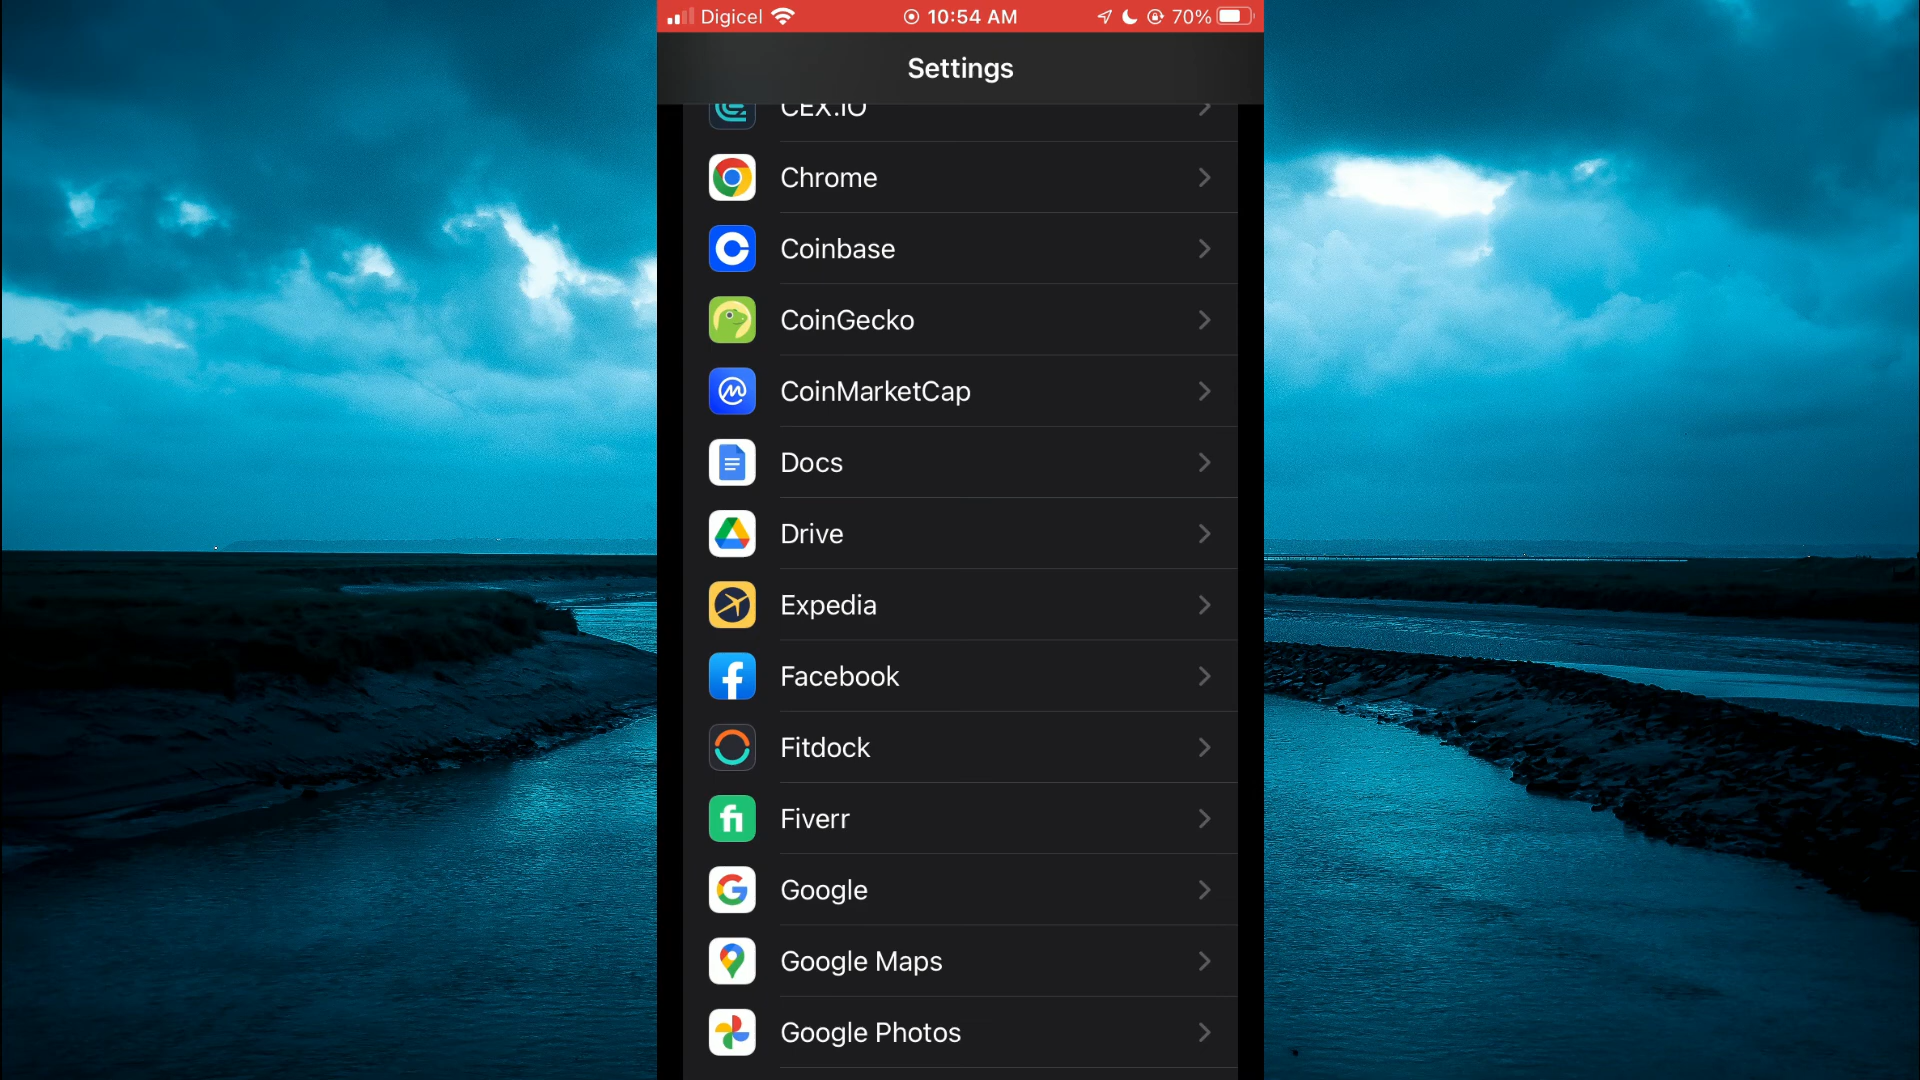 Digicel 10:54 AM 70%
Settings
CEX.IO
Chrome
Coinbase
CoinGecko
CoinMarketCap
Docs
Drive
Expedia
Facebook
Fitdock
Fiverr
Google
Google Maps
Google Photos